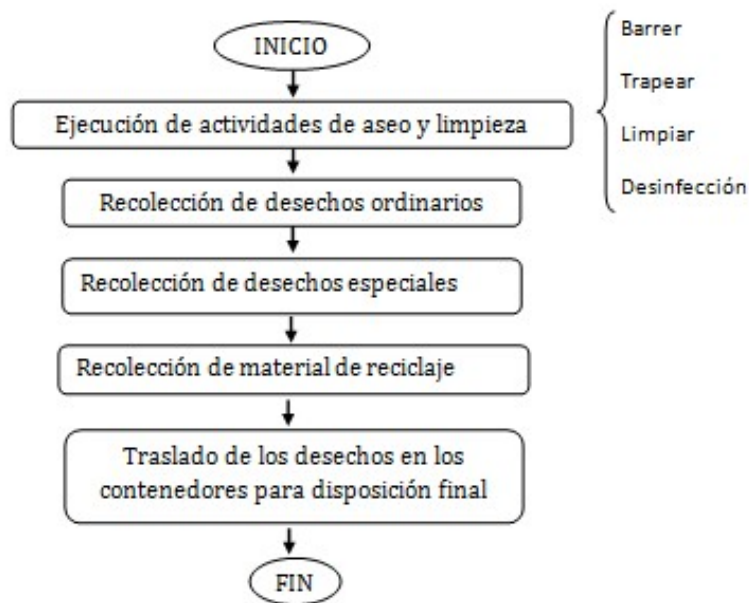 INICIO
Ejecución de actividades de aseo y limpieza
Barrer
Trapear
Limpiar
Desinfección
Recolección de desechos ordinarios
Recolección de desechos especiales
Recolección de material de reciclaje
Traslado de los desechos en los
contenedores para disposición final
FIN